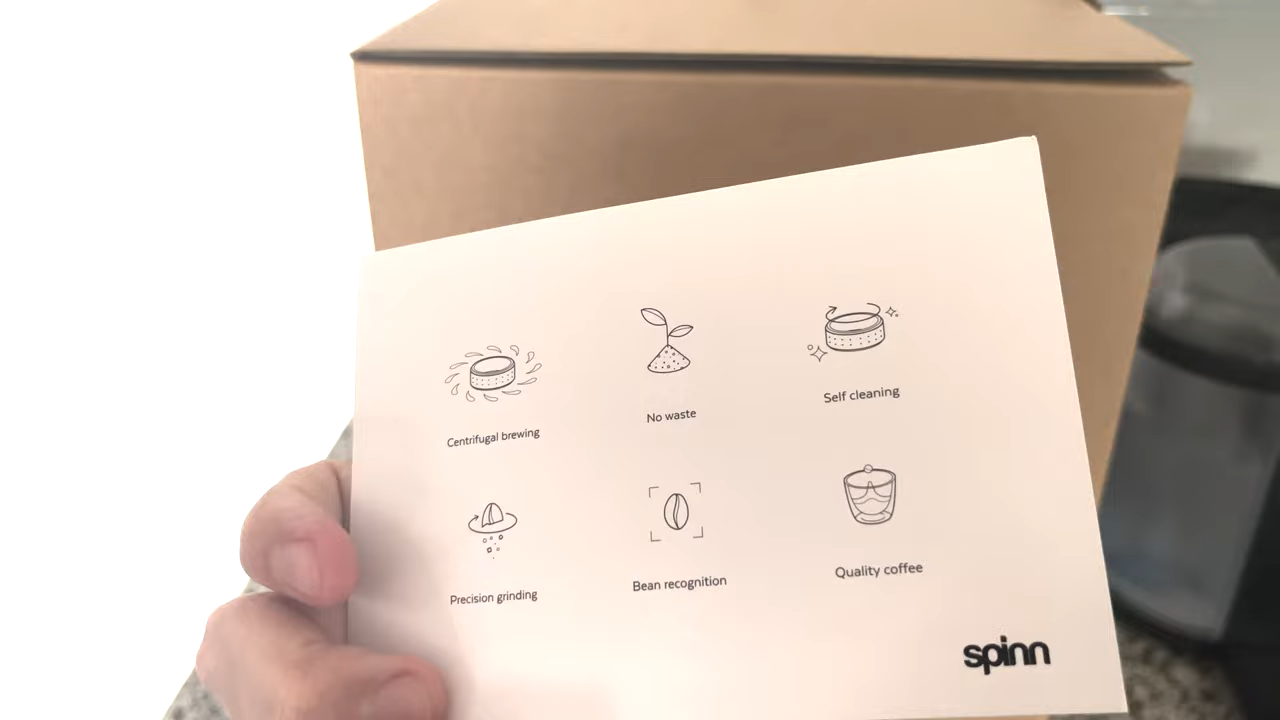 Centrifugal brewing
No waste
Self cleaning
Precision grinding
Bean recognition
Quality coffee
spinn